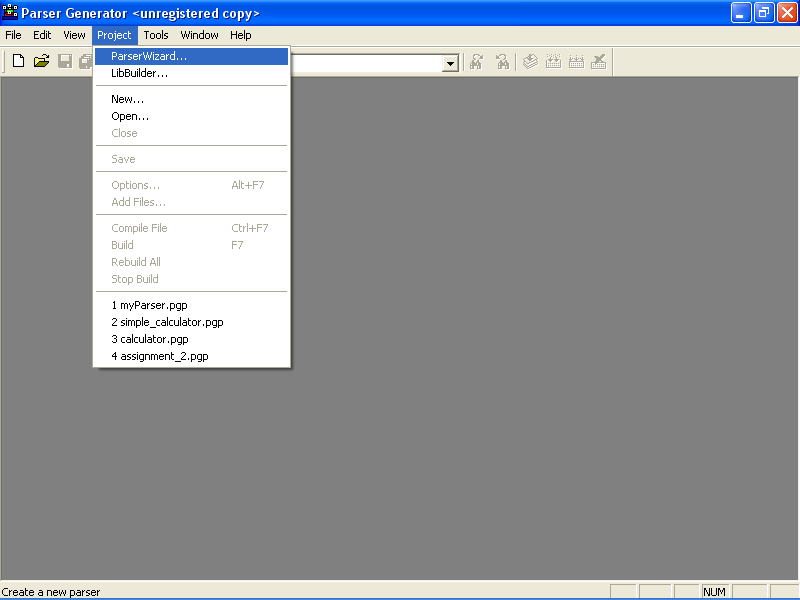 Parser Generator <unregistered copy>
File Edit View Project Tools Window Help
ParserWizard...
LibBuilder...
New...
Open...
Close
Save
Options... Alt+F7
Add Files...
Compile File Ctrl+F7
Build F7
Rebuild All
Stop Build
1 myParser.pgp
2 simple_calculator.pgp
3 calculator.pgp
4 assignment_2.pgp
Create a new parser NUM